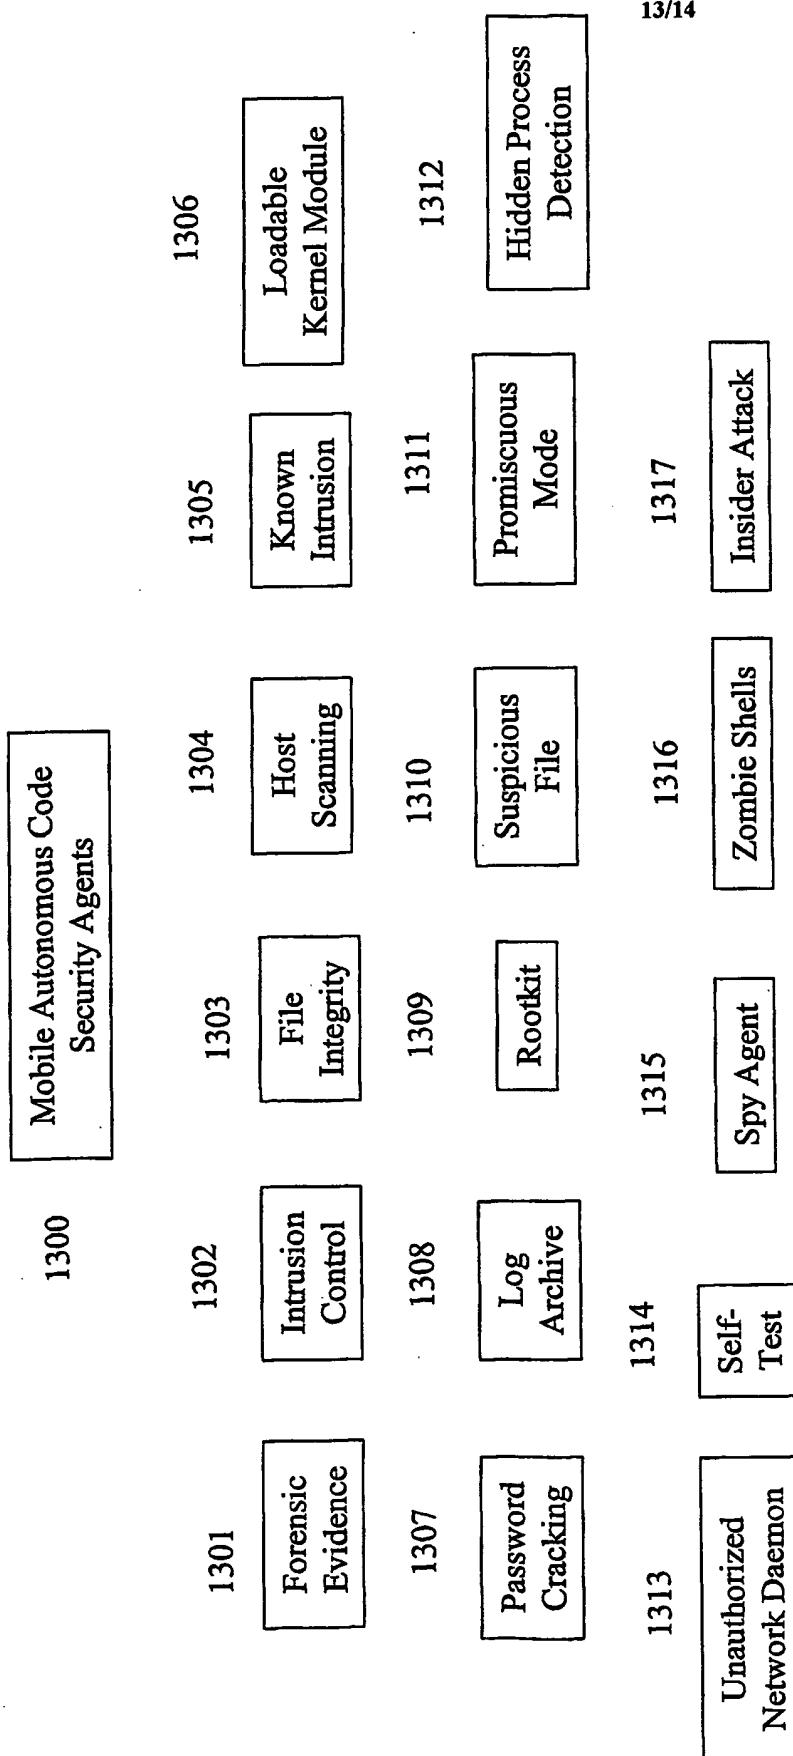 13/14
1300
Mobile Autonomous Code
Security Agents
1301
Forensic
Evidence
1302
Intrusion
Control
1303
File
Integrity
1304
Host
Scanning
1305
Known
Intrusion
1306
Loadable
Kernel Module
1307
Password
Cracking
1308
Log
Archive
1309
Rootkit
1310
Suspicious
File
1311
Promiscuous
Mode
1312
Hidden Process
Detection
1313
Unauthorized
Network Daemon
1314
Self-
Test
1315
Spy Agent
1316
Zombie Shells
1317
Insider Attack